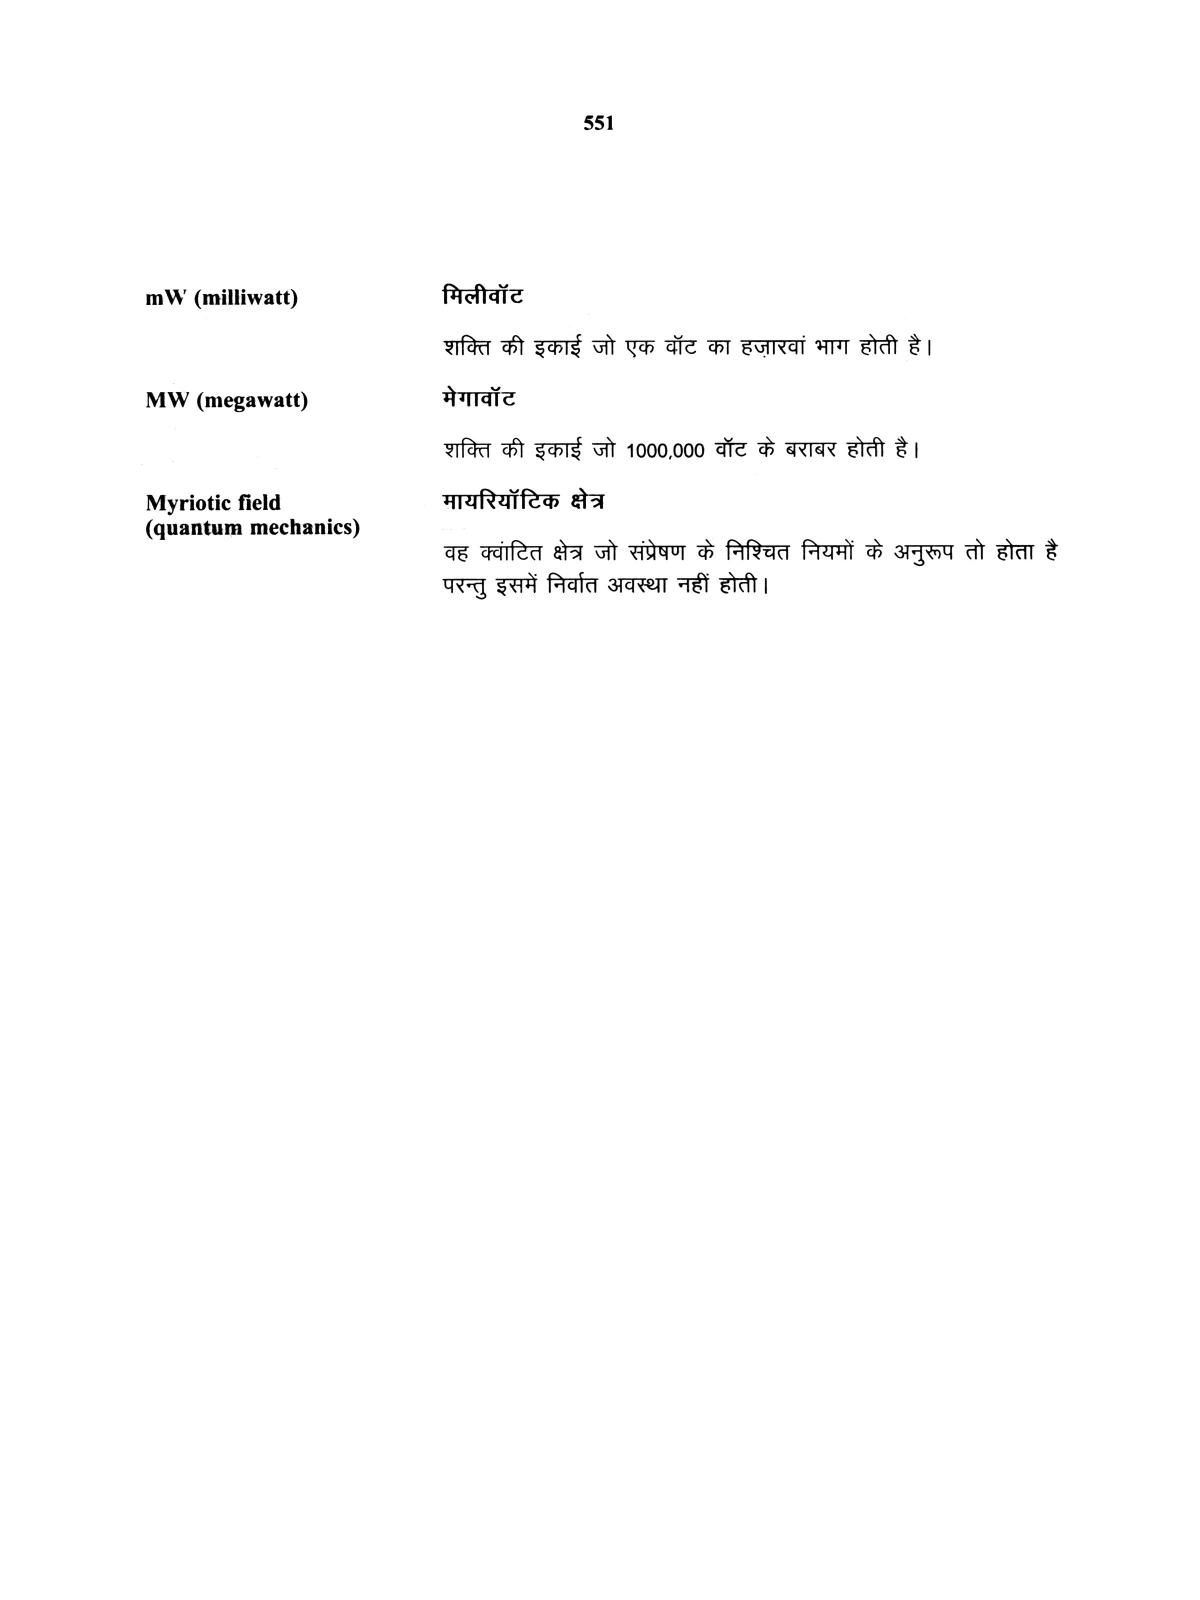 551
mW (milliwatt) मिलीवॉट
शक्ति की इकाई जो एक वॉट का हज़ारवां भाग होती है।
MW (megawatt) मेगावॉट
शक्ति की इकाई जो 1000,000 वॉट के बराबर होती है।
Myriotic field मायरियॉटिक क्षेत्र
(quantum mechanics)
वह क्वांटित क्षेत्र जो संप्रेषण के निश्चित नियमों के अनुरूप तो होता है
परन्तु इसमें निर्वात अवस्था नहीं होती।